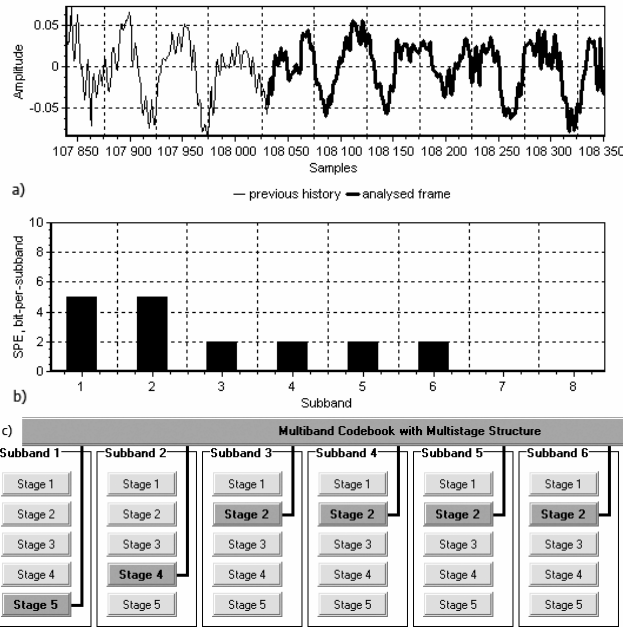 0.05
0
-0.05
Amplitude
107 850 107 900 107 950 108 000 108 050 108 100 108 150 108 200 108 250 108 300 108 350
Samples
a)
previous history analysed frame
10
8
6
4
2
0
SPE, bit-per-subband
1 2 3 4 5 6 7 8
Subband
b)
c)
Multiband Codebook with Multistage Structure
Subband 1 Subband 2 Subband 3 Subband 4 Subband 5 Subband 6
Stage 1 Stage 1 Stage 1 Stage 1 Stage 1 Stage 1
Stage 2 Stage 2 Stage 2 Stage 2 Stage 2 Stage 2
Stage 3 Stage 3 Stage 3 Stage 3 Stage 3 Stage 3
Stage 4 Stage 4 Stage 4 Stage 4 Stage 4 Stage 4
Stage 5 Stage 5 Stage 5 Stage 5 Stage 5 Stage 5